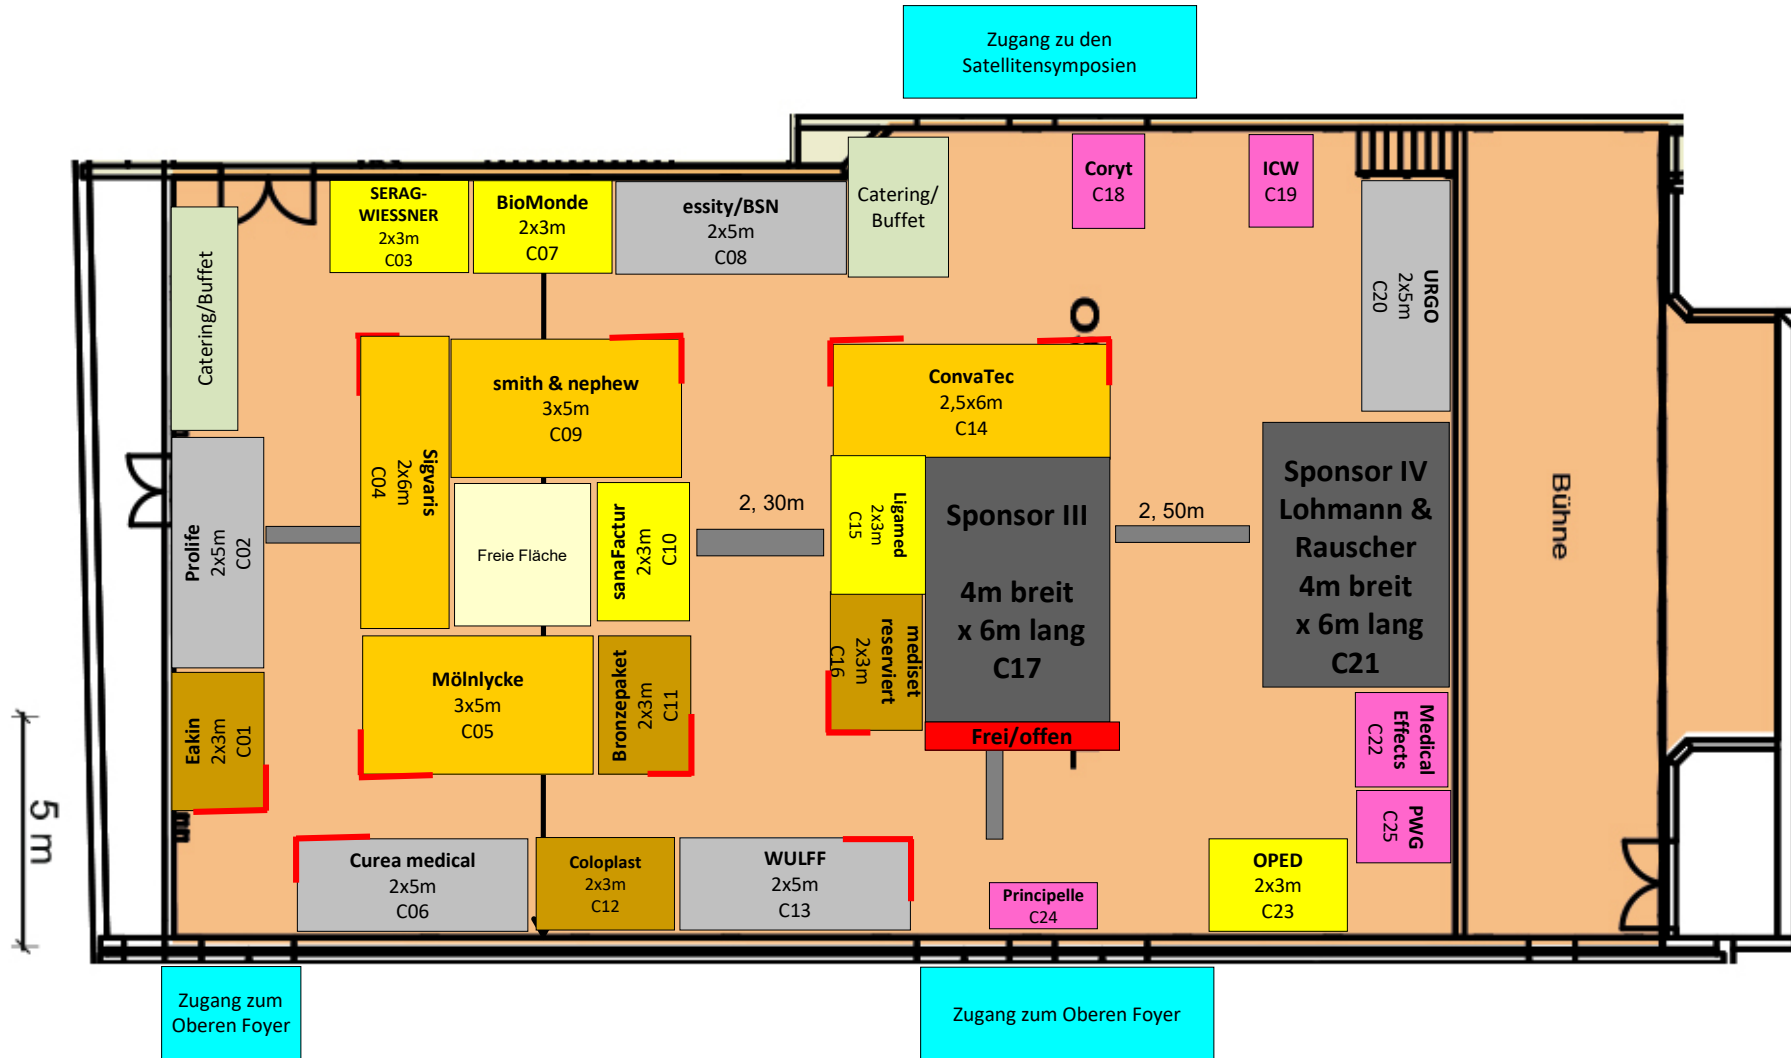 Zugang zu den
Satellitensymposien
SERAG-
WIESSNER
2x3m
C03
BioMonde
2x3m
C07
essity/BSN
2x5m
C08
Catering/
Buffet
Coryt
C18
ICW
C19
Catering/Buffet
URGO
2x5m
C20
Sigvaris
2x6m
C04
smith & nephew
3x5m
C09
ConvaTec
2,5x6m
C14
Prolife
2x5m
C02
Freie Fläche
sanaFactur
2x3m
C10
2, 30m
Ligamed
2x3m
C15
Sponsor III
4m breit
x 6m lang
C17
2, 50m
Sponsor IV
Lohmann &
Rauscher
4m breit
x 6m lang
C21
Bühne
Eakin
2x3m
C01
Mölnlycke
3x5m
C05
Bronzepaket
2x3m
C11
mediset
reserviert
2x3m
C16
Frei/offen
Medical
Effects
C22
PWG
C25
5 m
Curea medical
2x5m
C06
Coloplast
2x3m
C12
WULFF
2x5m
C13
Principelle
C24
OPED
2x3m
C23
Zugang zum
Oberen Foyer
Zugang zum Oberen Foyer